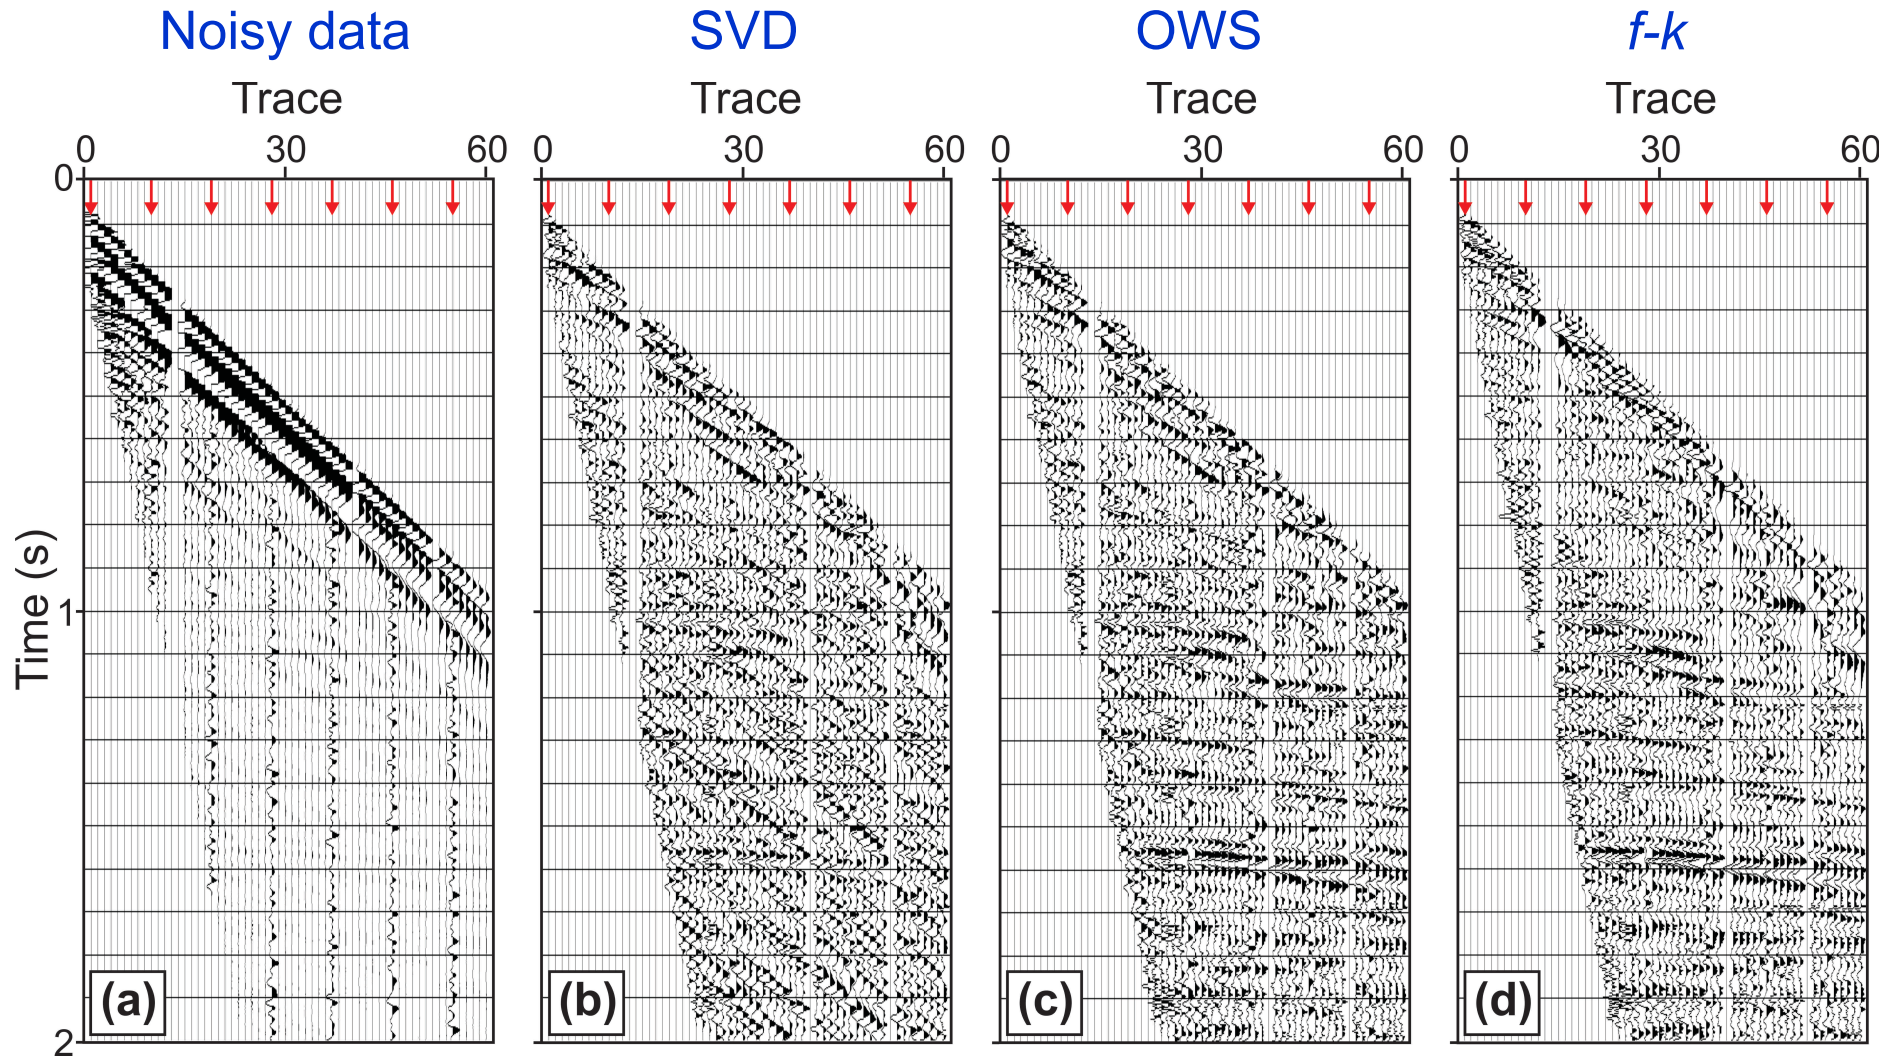 Noisy data SVD OWS f-k
Trace Trace Trace Trace
0 30 60 0 30 60 0 30 60 0 30 60
0
Time (s)
1
(a) (b) (c) (d)
2